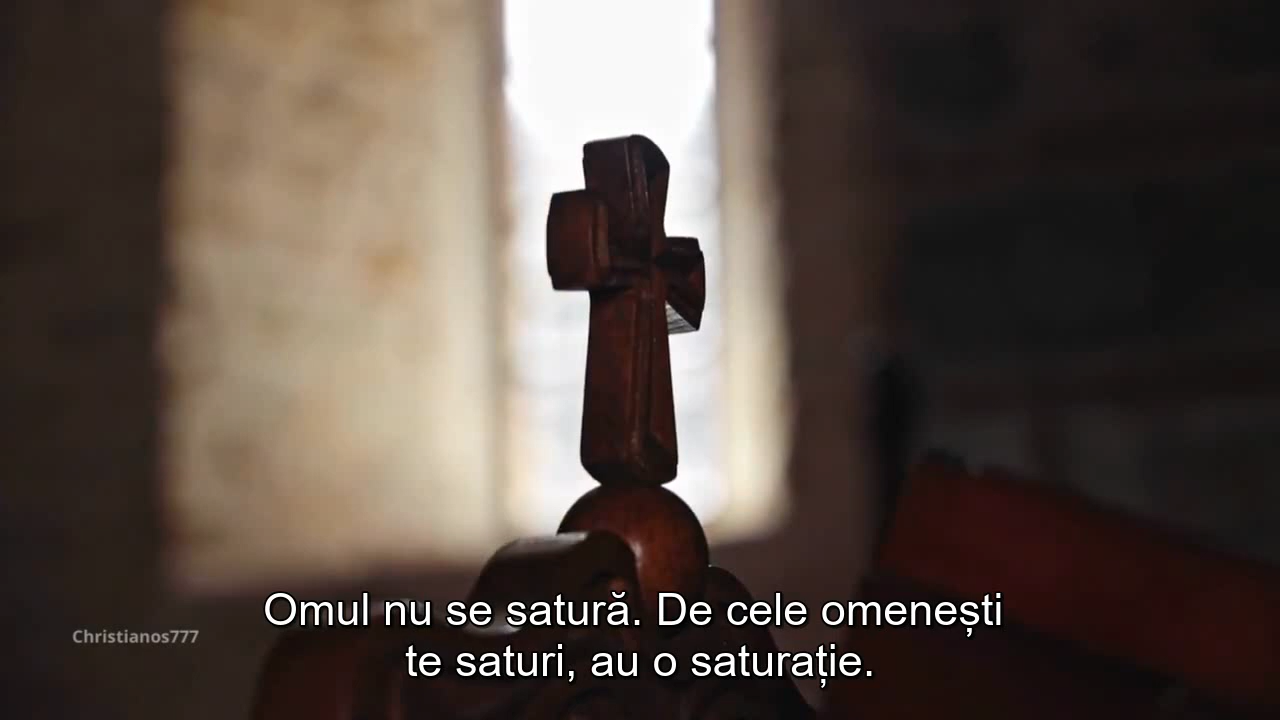 Omul nu se satură. De cele omenești
Christianos777
te saturi, au o saturație.